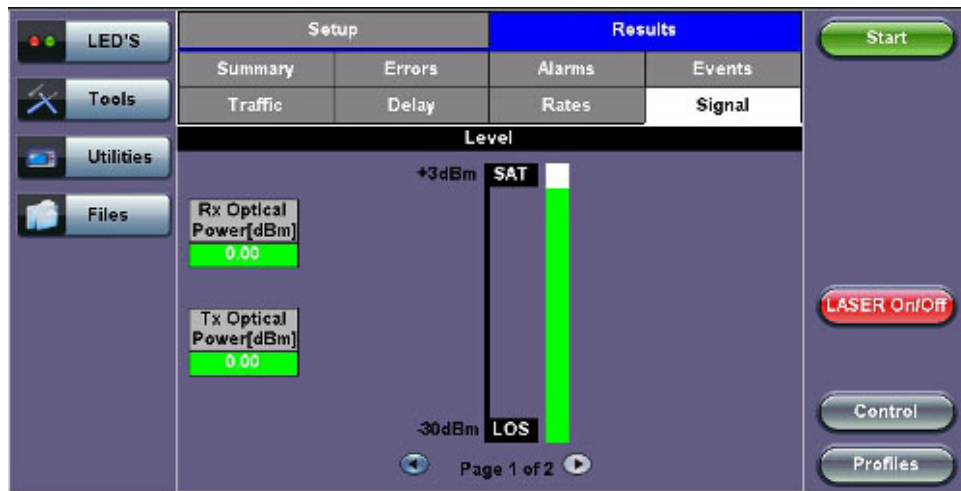 LED'S
Tools
Utilities
Files
Setup
Results
Summary
Errors
Alarms
Events
Traffic
Delay
Rates
Signal
Level
+3dBm
SAT
Rx Optical
Power[dBm]
0.00
Tx Optical
Power[dBm]
0.00
-30dBm
LOS
Page 1 of 2
Start
LASER On/Off
Control
Profiles